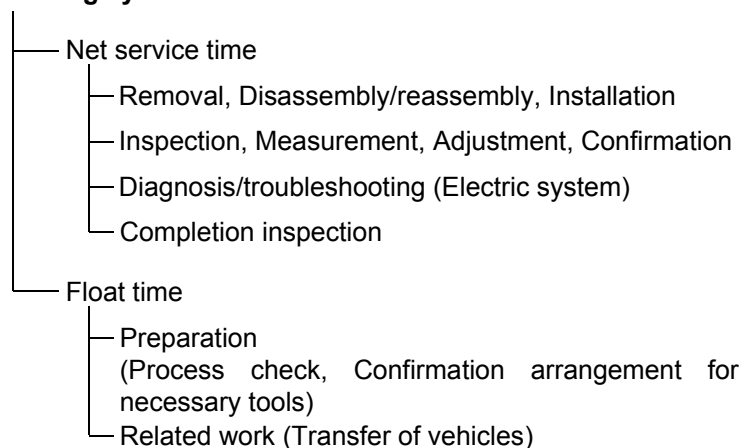 Net service time
Removal, Disassembly/reassembly, Installation
Inspection, Measurement, Adjustment, Confirmation
Diagnosis/troubleshooting (Electric system)
Completion inspection
Float time
Preparation
(Process check, Confirmation arrangement for
necessary tools)
Related work (Transfer of vehicles)